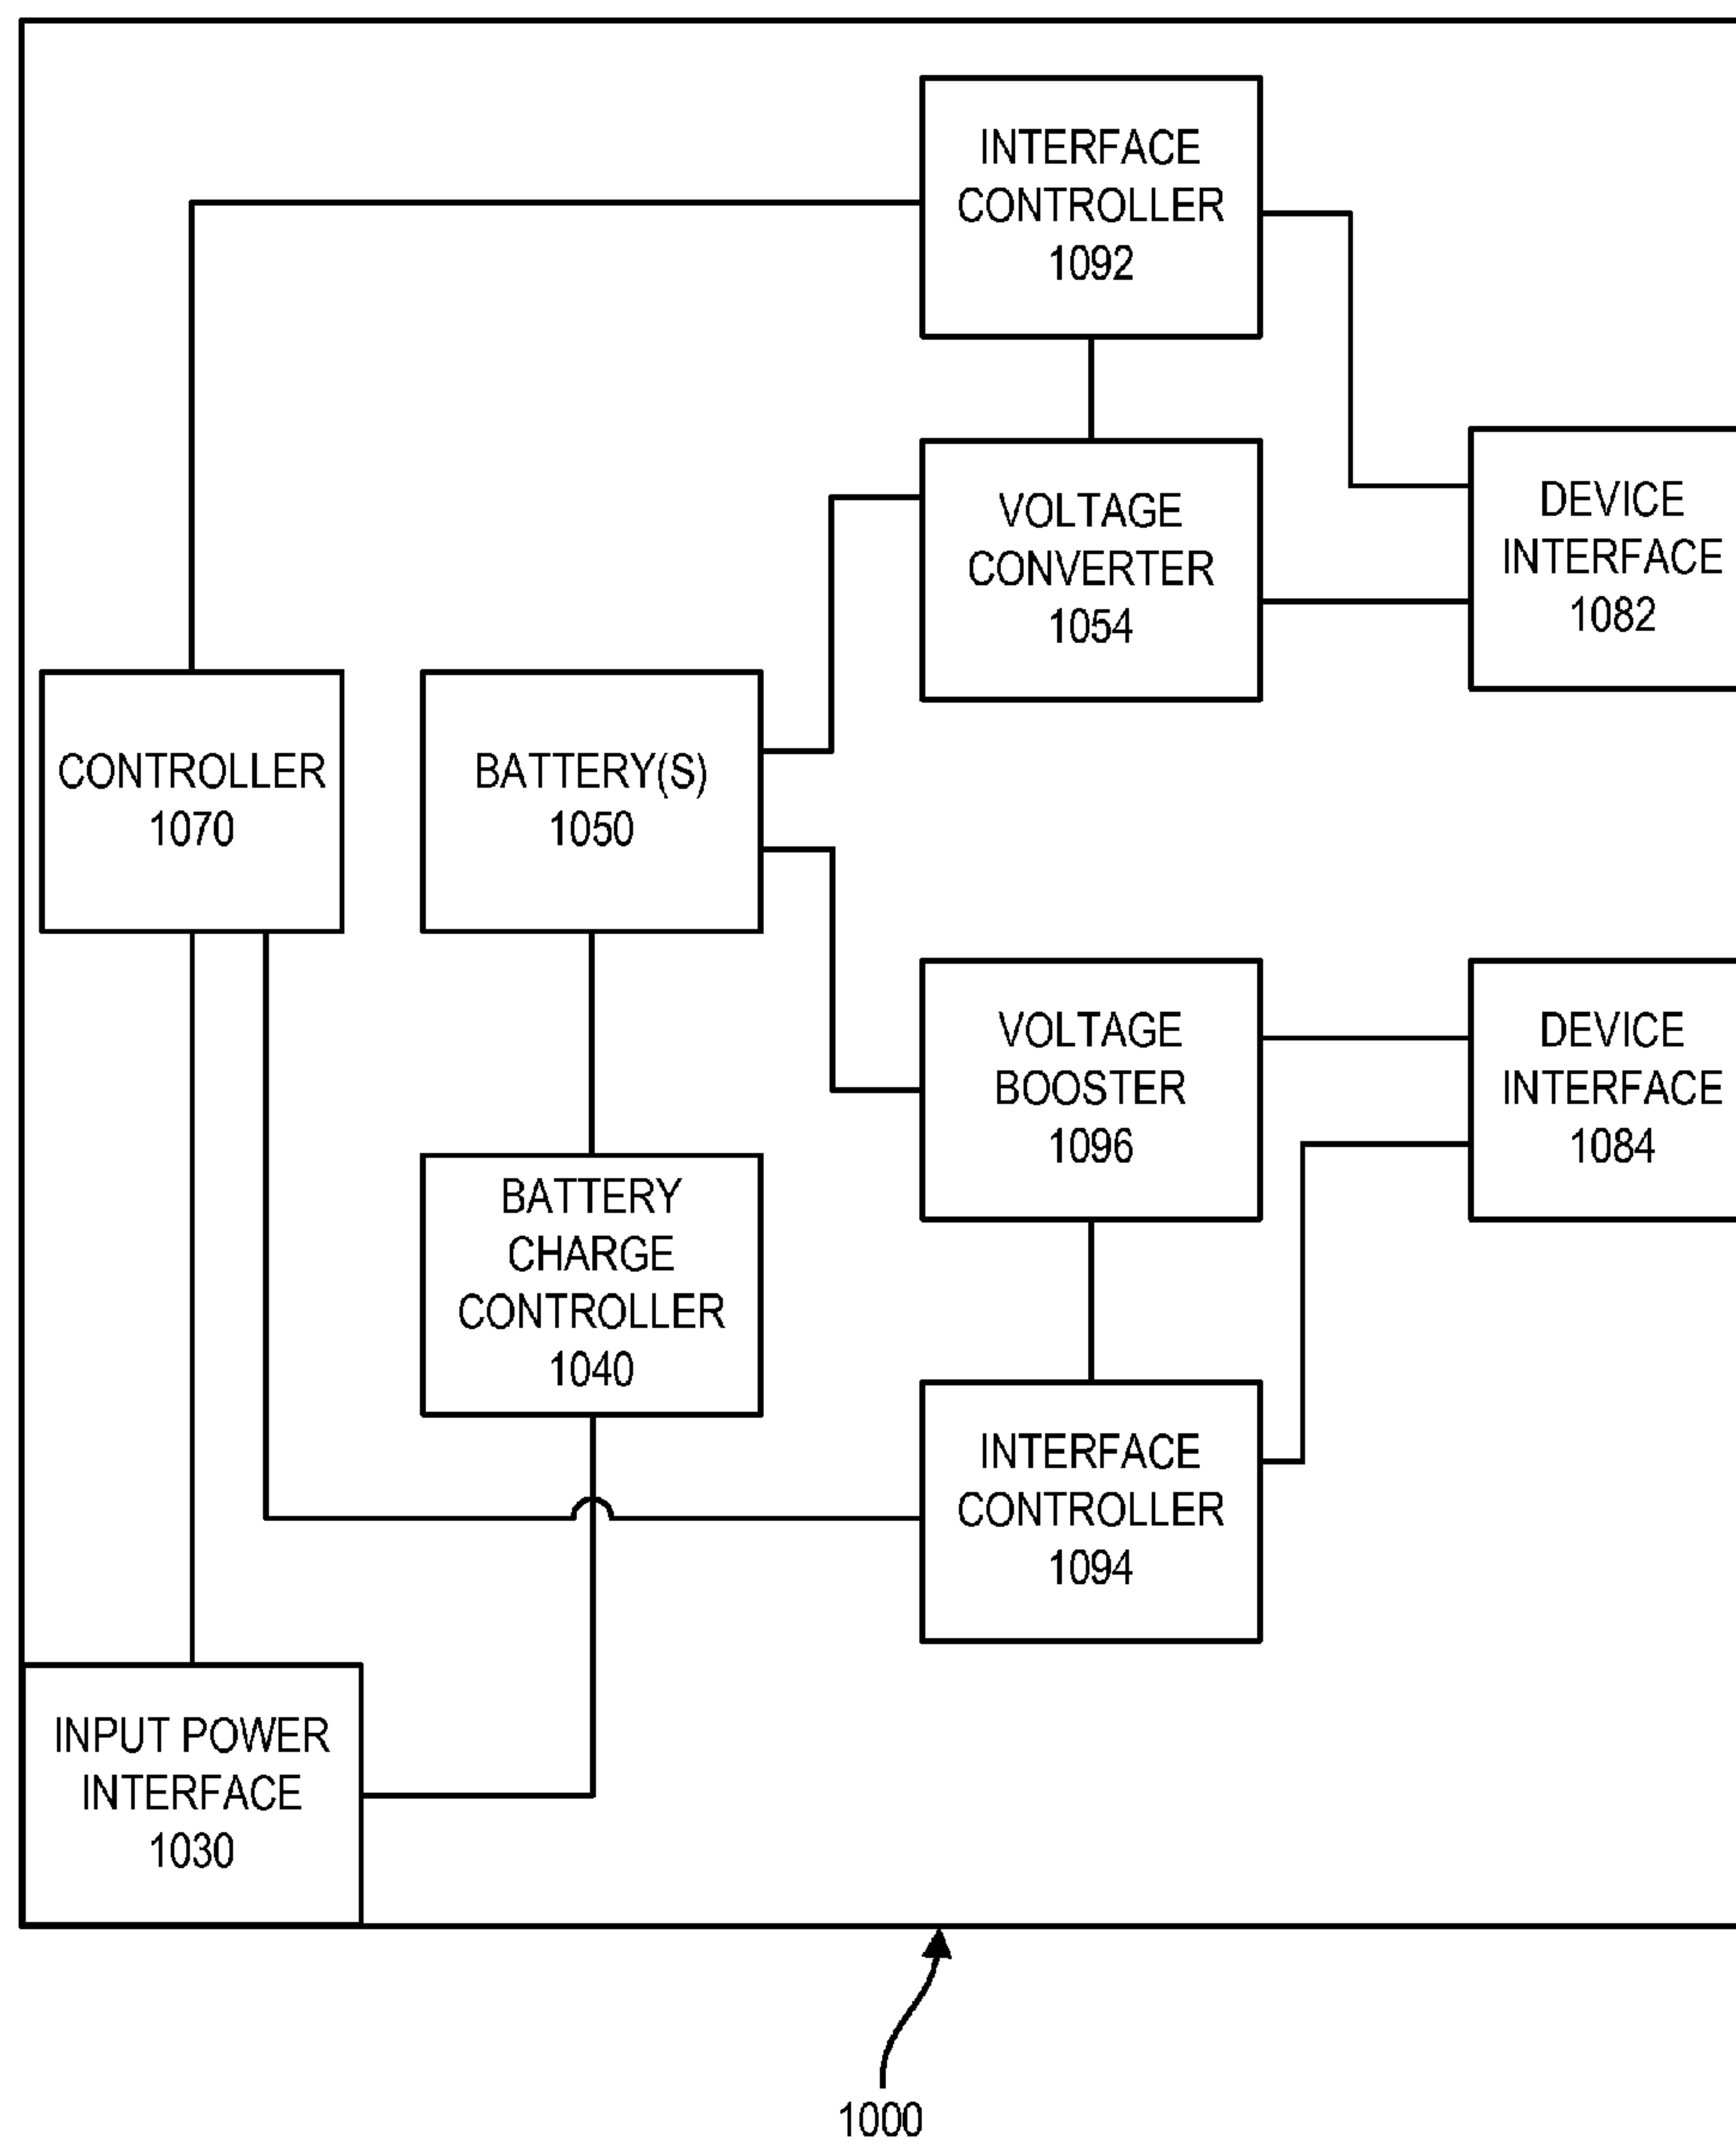 INTERFACE
CONTROLLER
1092
VOLTAGE
CONVERTER
1054
DEVICE
INTERFACE
1082
CONTROLLER
1070
BATTERY(S)
1050
VOLTAGE
BOOSTER
1096
DEVICE
INTERFACE
1084
BATTERY
CHARGE
CONTROLLER
1040
INTERFACE
CONTROLLER
1094
INPUT POWER
INTERFACE
1030
1000